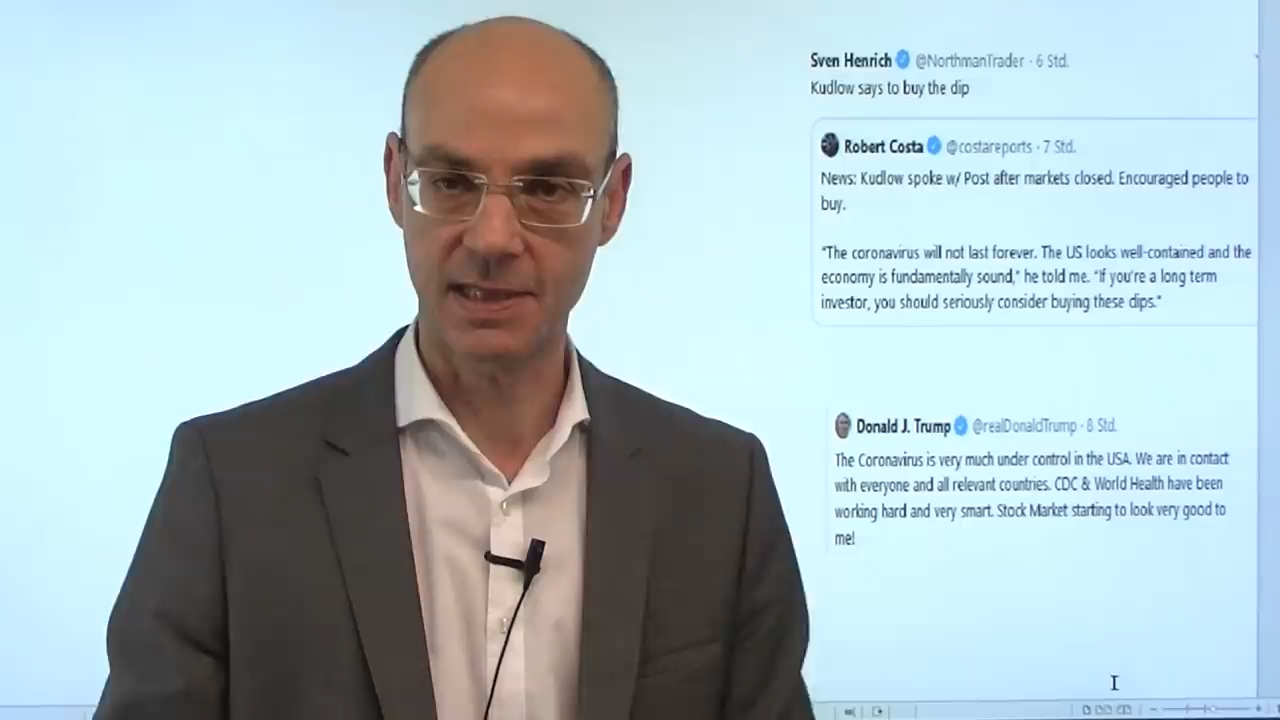 Sven Henrich @NorthmanTrader · 6 Std.
Kudlow says to buy the dip
Robert Costa @costareports · 7 Std.
News: Kudlow spoke w/ Post after markets closed. Encouraged people to
buy.
"The coronavirus will not last forever. The US looks well-contained and the
economy is fundamentally sound," he told me. "If you're a long term
investor, you should seriously consider buying these dips."
Donald J. Trump @realDonaldTrump · 8 Std.
The Coronavirus is very much under control in the USA. We are in contact
with everyone and all relevant countries. CDC & World Health have been
working hard and very smart. Stock Market starting to look very good to
me!